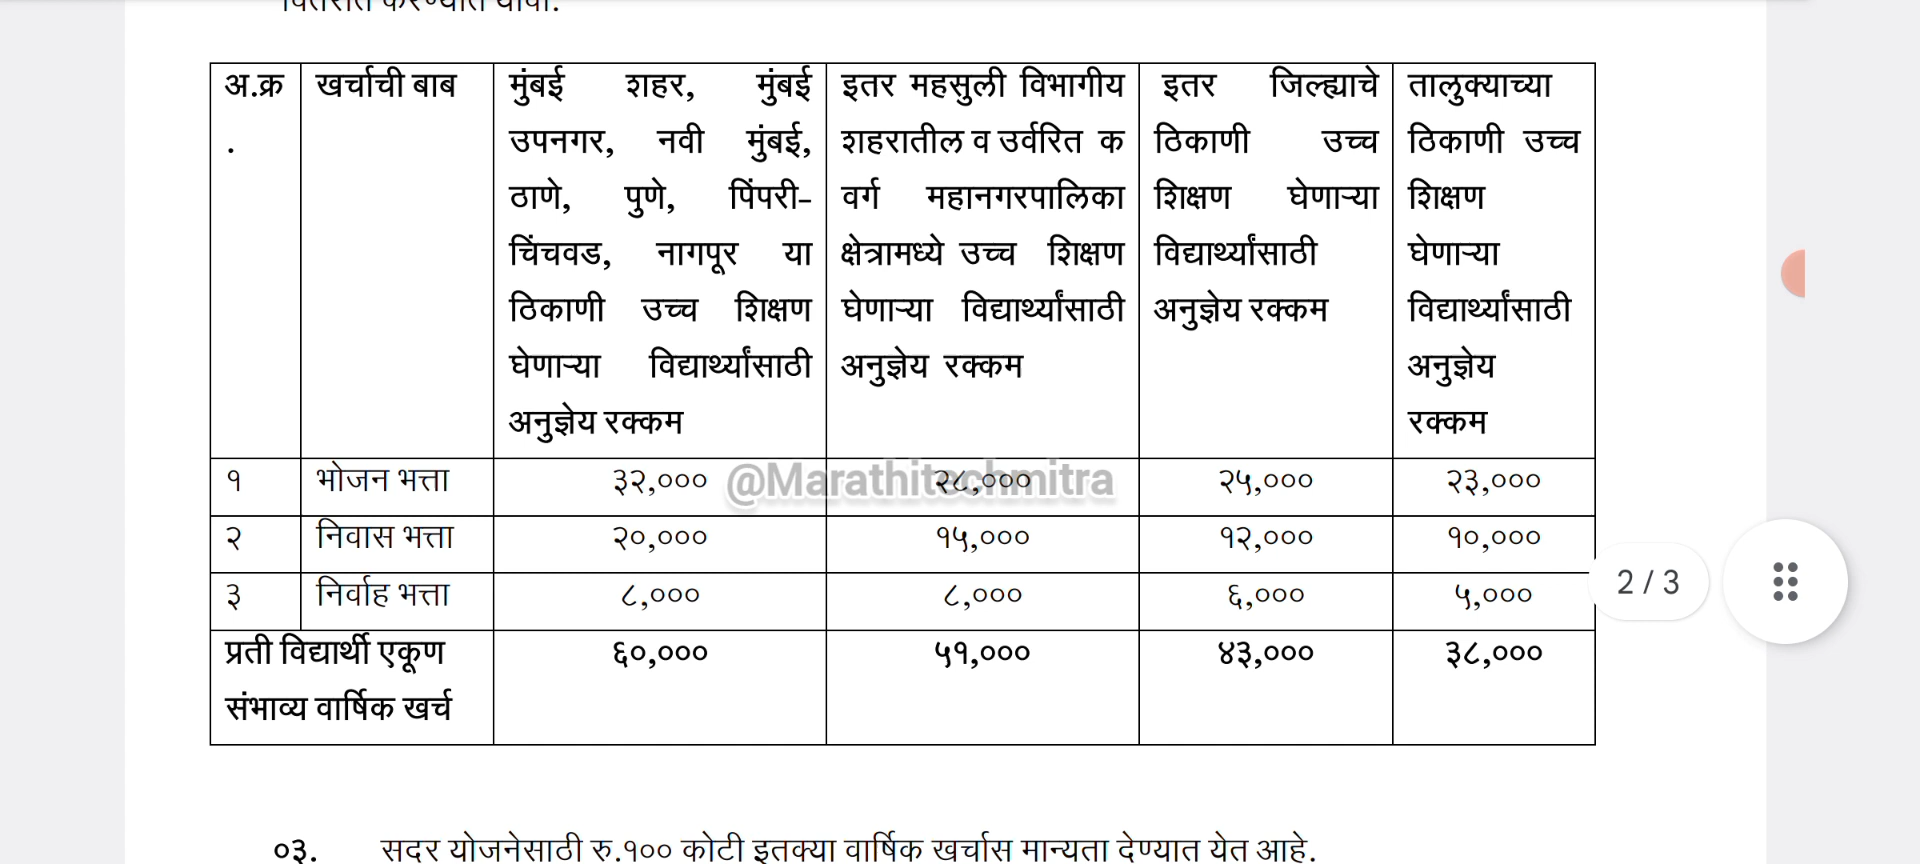 वितरीत करण्यात यावी.
अ.क्र
.
खर्चाची बाब
मुंबई शहर, मुंबई
उपनगर, नवी मुंबई,
ठाणे, पुणे, पिंपरी-
चिंचवड, नागपूर या
ठिकाणी उच्च शिक्षण
घेणाऱ्या विद्यार्थ्यांसाठी
अनुज्ञेय रक्कम
इतर महसुली विभागीय
शहरातील व उर्वरित क
वर्ग महानगरपालिका
क्षेत्रामध्ये उच्च शिक्षण
घेणाऱ्या विद्यार्थ्यांसाठी
अनुज्ञेय रक्कम
इतर जिल्ह्याचे
ठिकाणी उच्च
शिक्षण घेणाऱ्या
विद्यार्थ्यांसाठी
अनुज्ञेय रक्कम
तालुक्याच्या
ठिकाणी उच्च
शिक्षण
घेणाऱ्या
विद्यार्थ्यांसाठी
अनुज्ञेय
रक्कम
१ भोजन भत्ता ३२,००० २८,००० २५,००० २३,०००
@Marathitechmitra
२ निवास भत्ता २०,००० १५,००० १२,००० १०,०००
३ निर्वाह भत्ता ८,००० ८,००० ६,००० ५,०००
2 / 3
प्रती विद्यार्थी एकूण ६०,००० ५१,००० ४३,००० ३८,०००
संभाव्य वार्षिक खर्च
०३. सदर योजनेसाठी रु.१०० कोटी इतक्या वार्षिक खर्चास मान्यता देण्यात येत आहे.